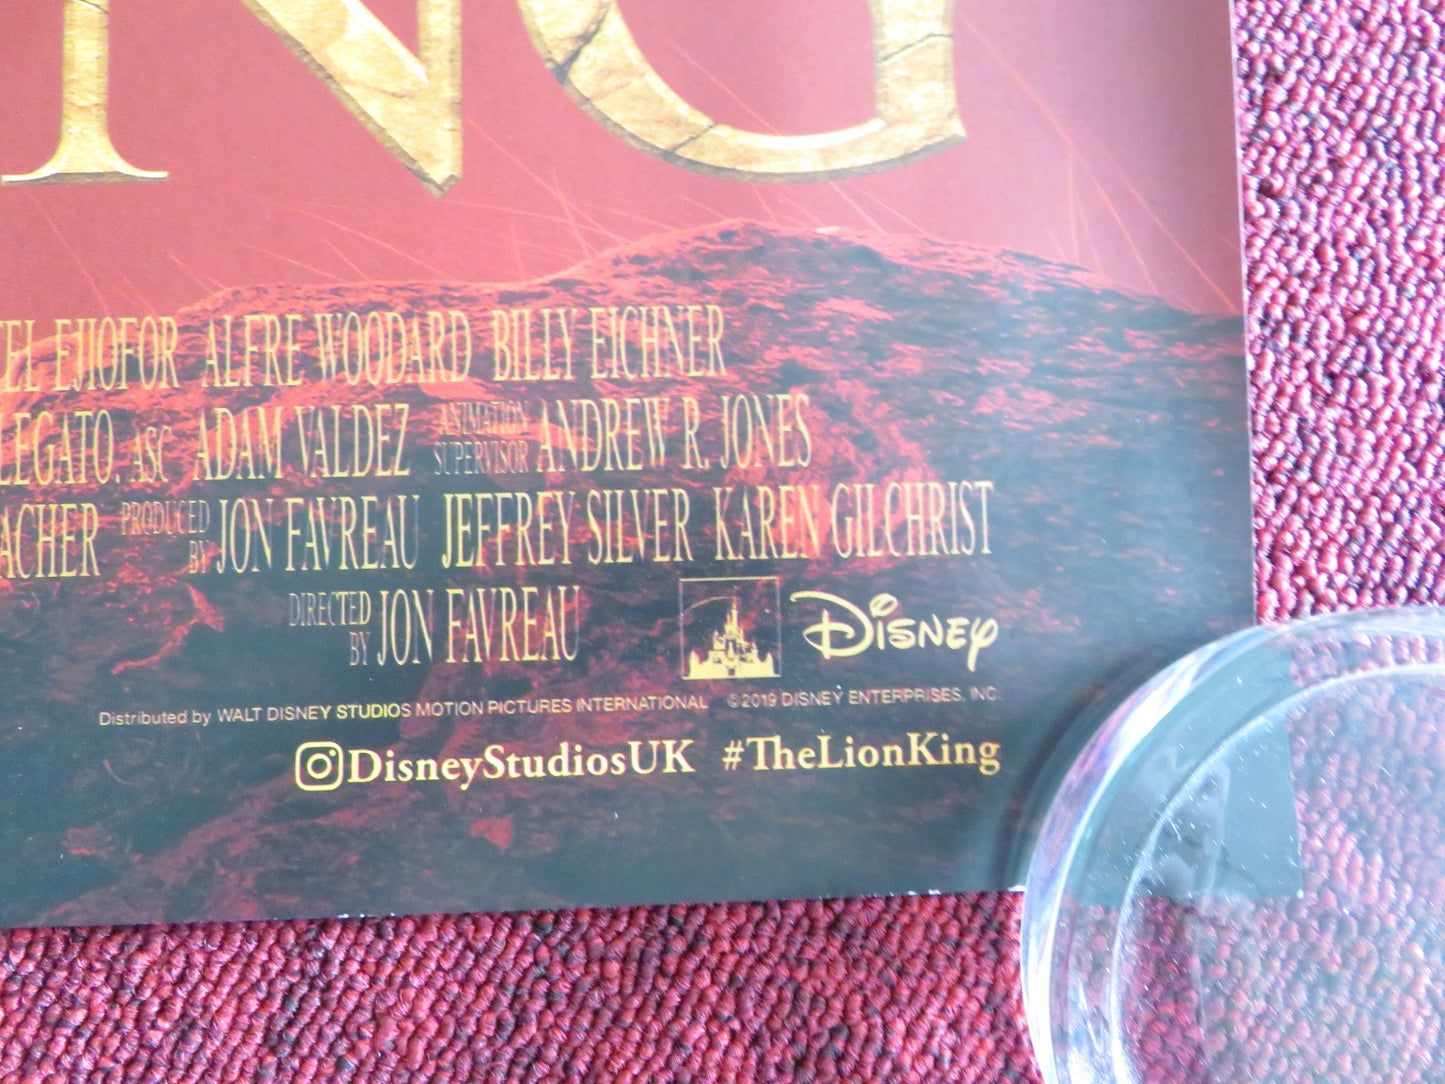 NG
EL EJIOFOR ALFRE WOODARD BILLY EICHNER
LEGATO, ASC ADAM VALDEZ ANIMATION SUPERVISOR ANDREW R. JONES
ACHER PRODUCED BY JON FAVREAU JEFFREY SILVER KAREN GILCHRIST
DIRECTED BY JON FAVREAU Disney
Distributed by WALT DISNEY STUDIOS MOTION PICTURES INTERNATIONAL ©2019 DISNEY ENTERPRISES, INC.
DisneyStudiosUK #TheLionKing